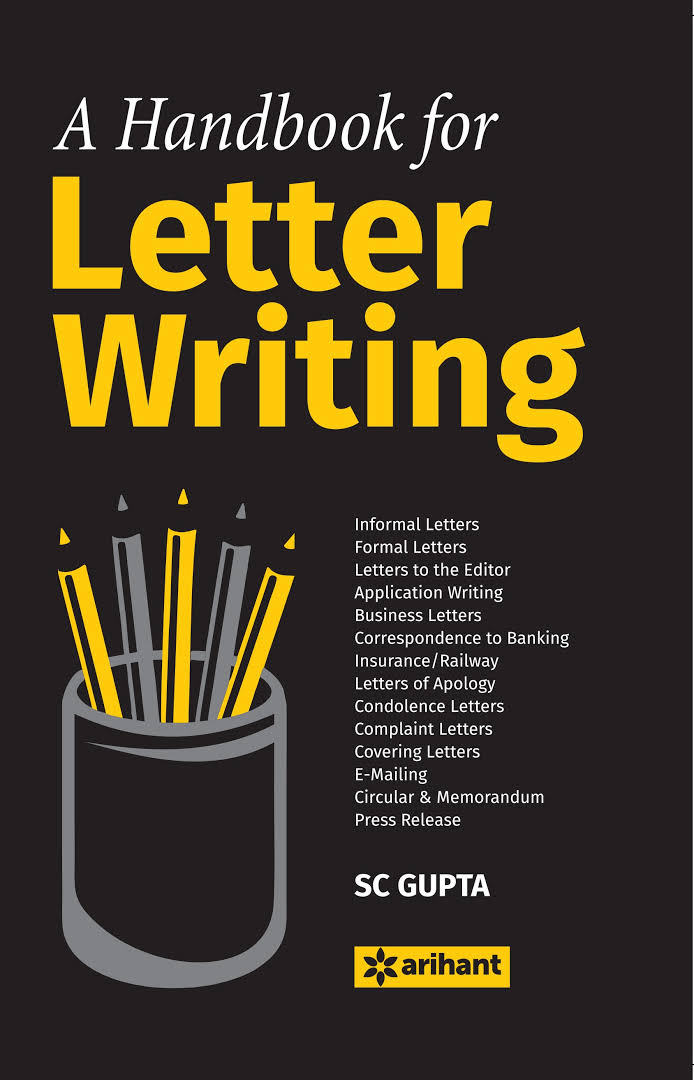 A Handbook for
Letter
Writing
Informal Letters
Formal Letters
Letters to the Editor
Application Writing
Business Letters
Correspondence to Banking
Insurance/Railway
Letters of Apology
Condolence Letters
Complaint Letters
Covering Letters
E-Mailing
Circular & Memorandum
Press Release
SC GUPTA
arihant